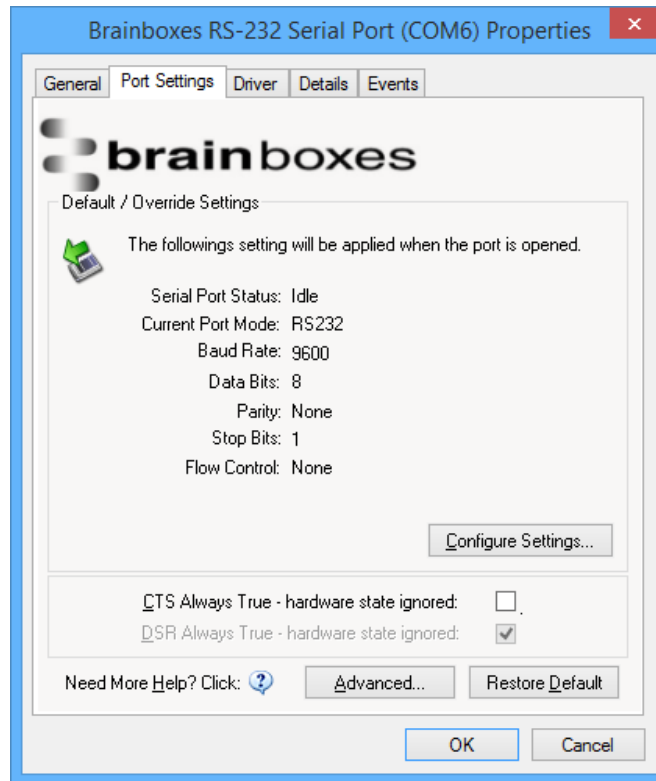 Brainboxes RS-232 Serial Port (COM6) Properties
General Port Settings Driver Details Events
brainboxes
Default / Override Settings
The followings setting will be applied when the port is opened.
Serial Port Status: Idle
Current Port Mode: RS232
Baud Rate: 9600
Data Bits: 8
Parity: None
Stop Bits: 1
Flow Control: None
Configure Settings...
CTS Always True - hardware state ignored: .
DSR Always True - hardware state ignored:
Need More Help? Click: Advanced... Restore Default
OK Cancel